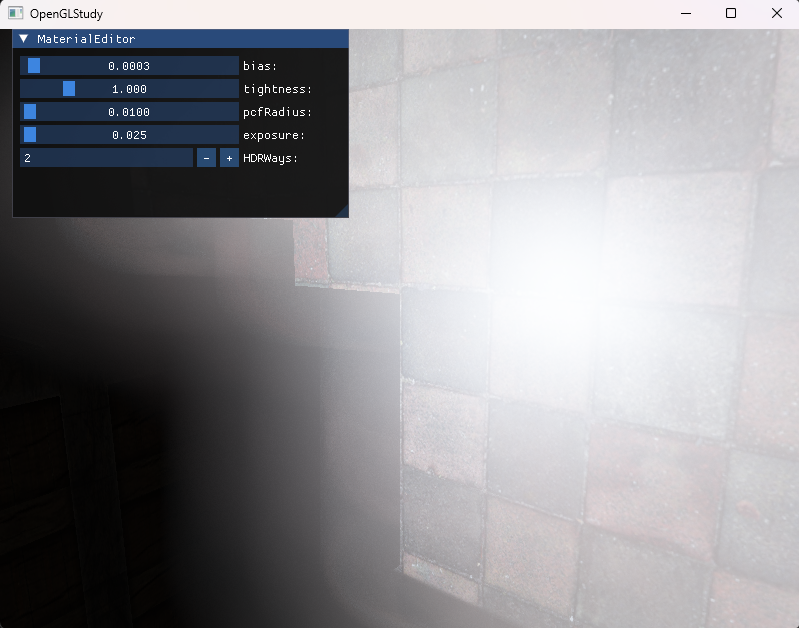 OpenGLStudy
MaterialEditor
0.0003 bias:
1.000 tightness:
0.0100 pcfRadius:
0.025 exposure:
2 - + HDRWays: